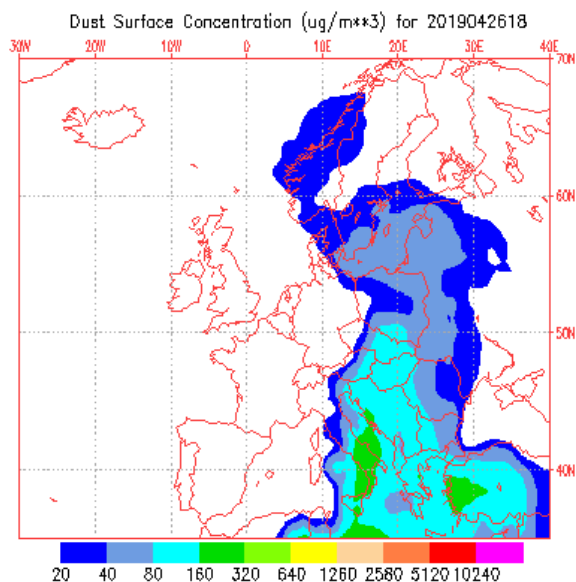 Dust Surface Concentration (ug/m**3) for 2019042618
30W 20W 10W 0 10E 20E 30E 40E
70N
60N
50N
40N
20 40 80 160 320 640 1260 2580 5120 10240